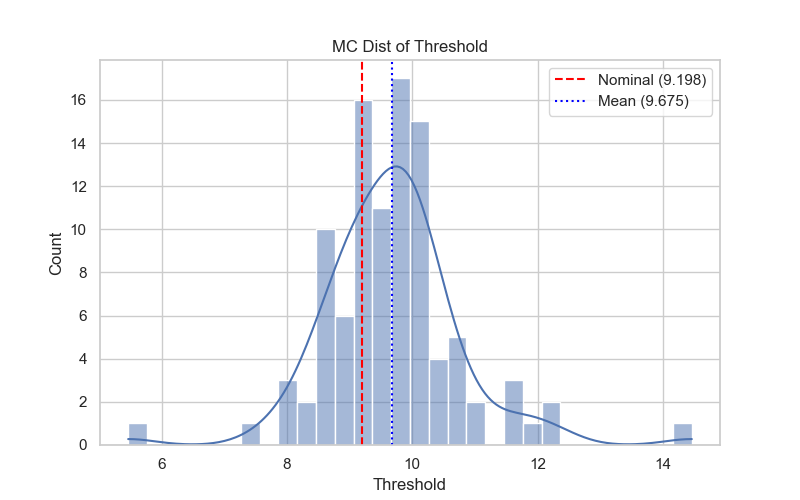 MC Dist of Threshold
Nominal (9.198)
Mean (9.675)
Count
16
14
12
10
8
6
4
2
0
6 8 10 12 14
Threshold